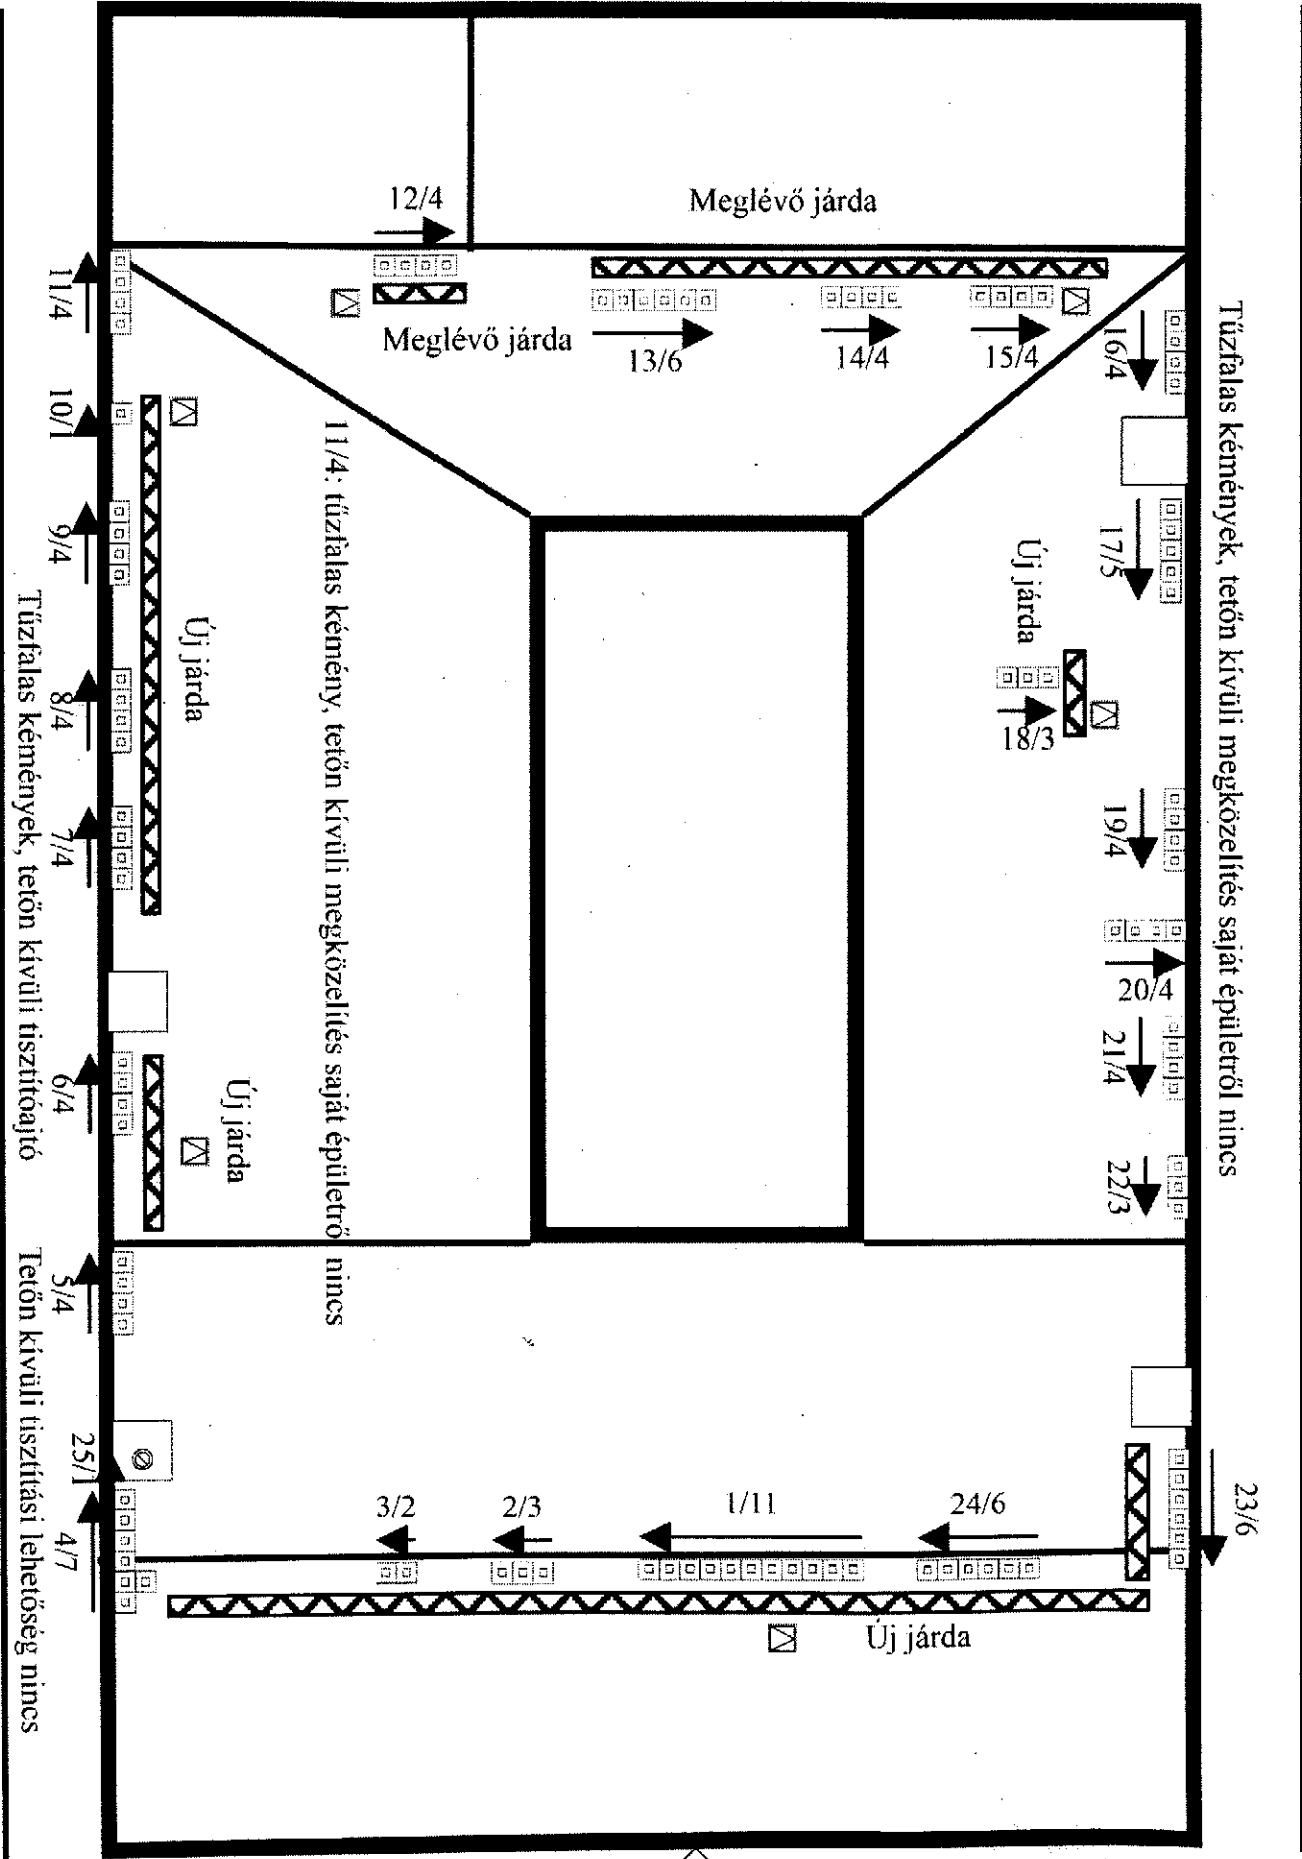 Meglévő járda
12/4
Meglévő járda
13/6
14/4
15/4
16/4
17/5
Új járda
18/3
19/4
20/4
21/4
22/3
Tűzfalas kémények, tetőn kívüli megközelítés saját épületről nincs
11/4
10/1
9/4
8/4
7/4
6/4
5/4
Új járda
Új járda
11/4: tűzfalas kémény, tetőn kívüli megközelítés saját épületrő nincs
Tűzfalas kémények, tetőn kívüli tisztítóajtó
Tetőn kívüli tisztítási lehetőség nincs
25/1
4/7
3/2
2/3
1/11
24/6
23/6
Új járda